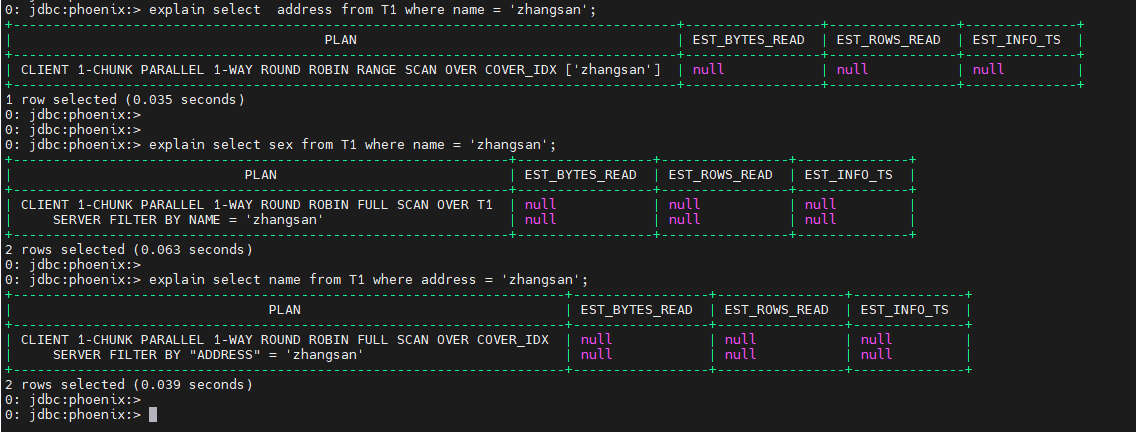 0: jdbc:phoenix:> explain select  address from T1 where name = 'zhangsan';
+----------------------------------------------------------------------------------+-----------------+----------------+--------------+
|                                       PLAN                                       | EST_BYTES_READ  | EST_ROWS_READ  | EST_INFO_TS  |
+----------------------------------------------------------------------------------+-----------------+----------------+--------------+
| CLIENT 1-CHUNK PARALLEL 1-WAY ROUND ROBIN RANGE SCAN OVER COVER_IDX ['zhangsan'] | null            | null           | null         |
+----------------------------------------------------------------------------------+-----------------+----------------+--------------+
1 row selected (0.035 seconds)
0: jdbc:phoenix:>
0: jdbc:phoenix:>
0: jdbc:phoenix:> explain select sex from T1 where name = 'zhangsan';
+-------------------------------------------------------------+-----------------+----------------+--------------+
|                            PLAN                             | EST_BYTES_READ  | EST_ROWS_READ  | EST_INFO_TS  |
+-------------------------------------------------------------+-----------------+----------------+--------------+
| CLIENT 1-CHUNK PARALLEL 1-WAY ROUND ROBIN FULL SCAN OVER T1 | null            | null           | null         |
|     SERVER FILTER BY NAME = 'zhangsan'                      | null            | null           | null         |
+-------------------------------------------------------------+-----------------+----------------+--------------+
2 rows selected (0.063 seconds)
0: jdbc:phoenix:>
0: jdbc:phoenix:> explain select name from T1 where address = 'zhangsan';
+--------------------------------------------------------------------+-----------------+----------------+--------------+
|                               PLAN                                 | EST_BYTES_READ  | EST_ROWS_READ  | EST_INFO_TS  |
+--------------------------------------------------------------------+-----------------+----------------+--------------+
| CLIENT 1-CHUNK PARALLEL 1-WAY ROUND ROBIN FULL SCAN OVER COVER_IDX | null            | null           | null         |
|     SERVER FILTER BY "ADDRESS" = 'zhangsan'                        | null            | null           | null         |
+--------------------------------------------------------------------+-----------------+----------------+--------------+
2 rows selected (0.039 seconds)
0: jdbc:phoenix:>
0: jdbc:phoenix:>